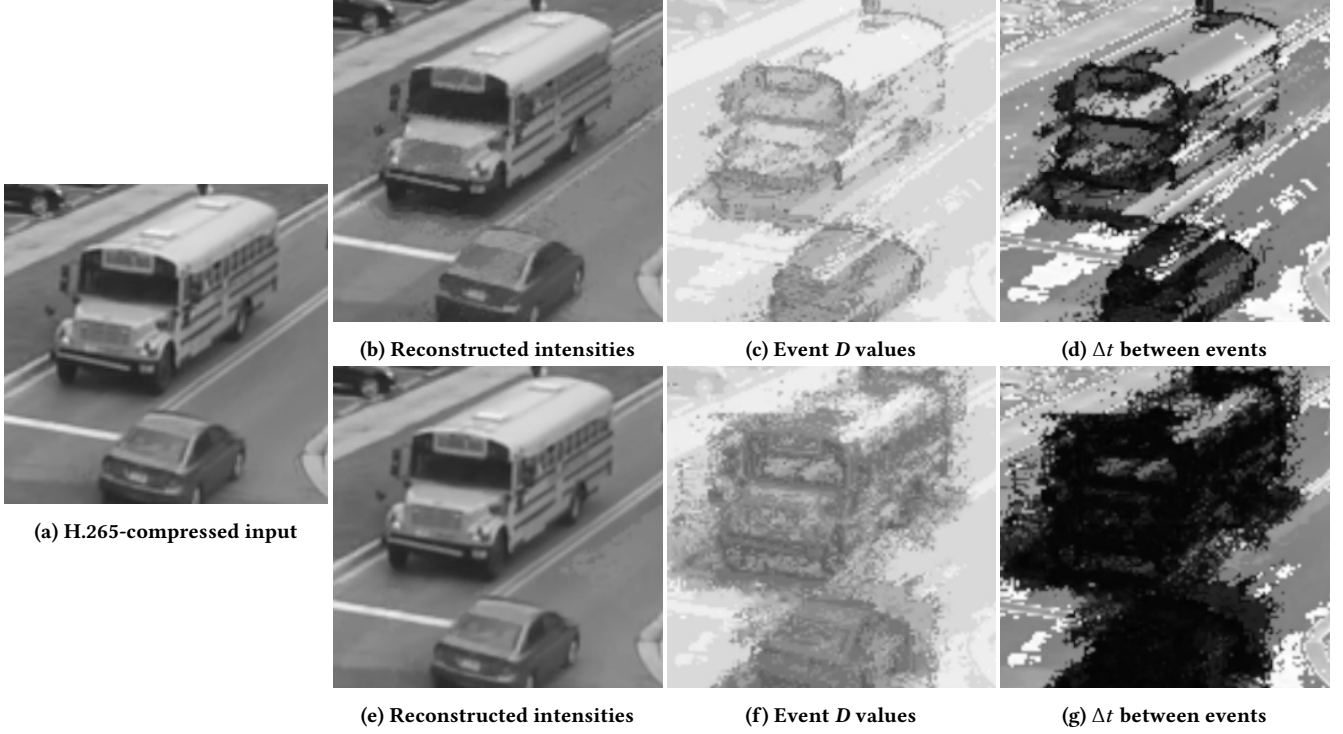 (b) Reconstructed intensities
(c) Event D values
(d) Δt between events
(a) H.265-compressed input
(e) Reconstructed intensities
(f) Event D values
(g) Δt between events